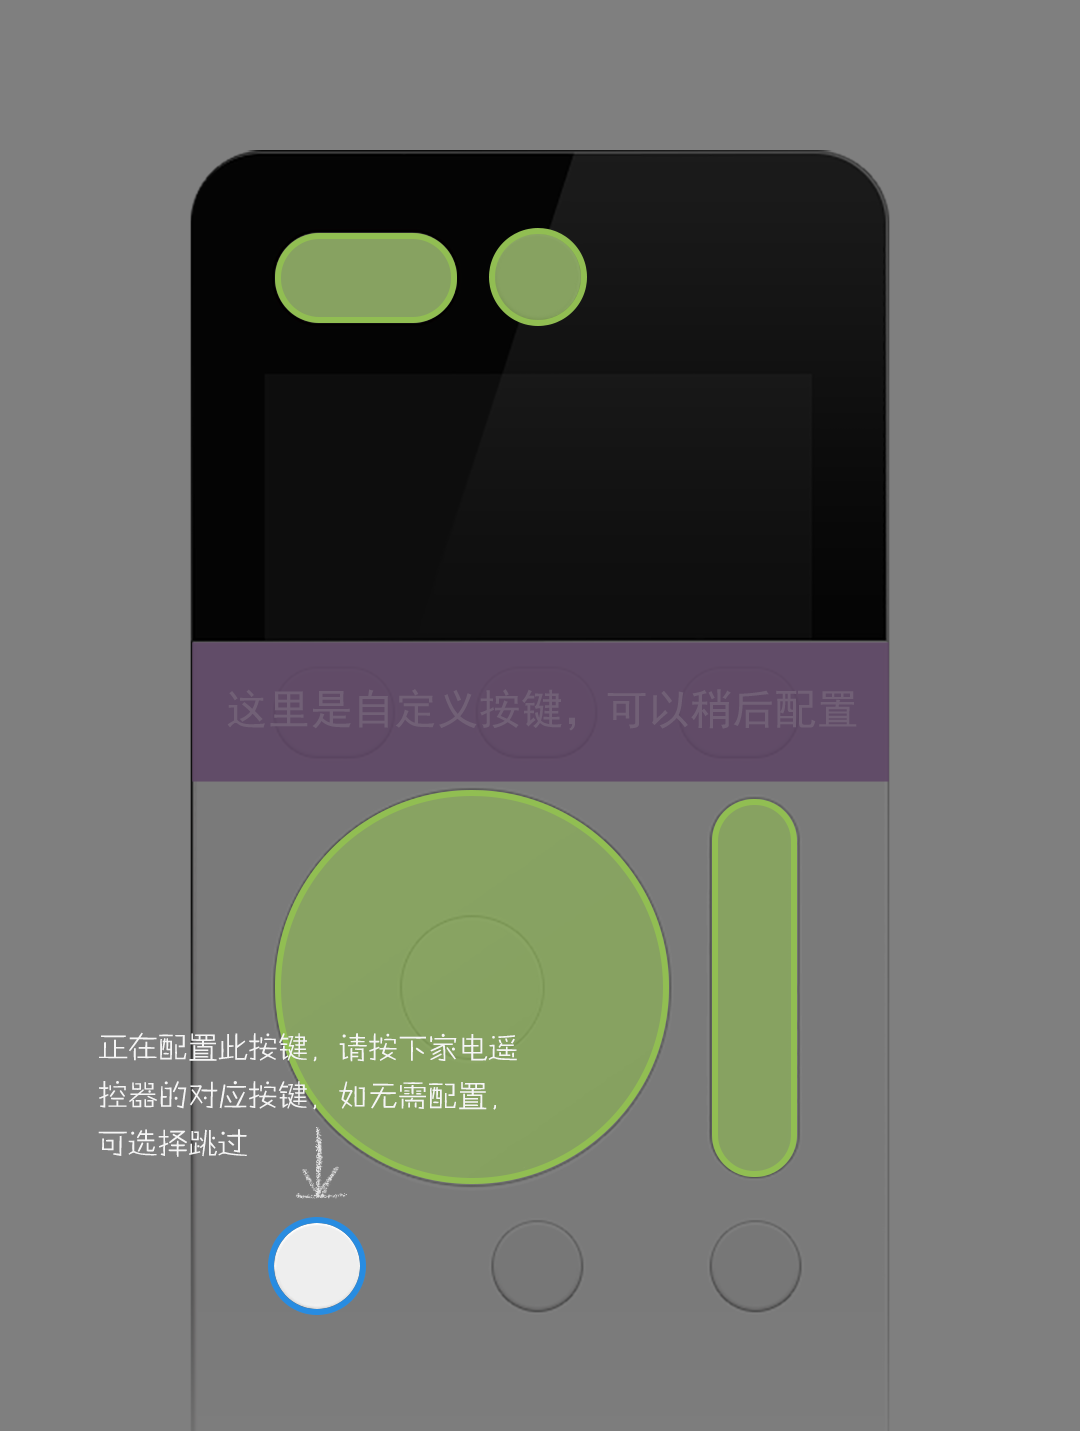 这里是自定义按键，可以稍后配置
正在配置此按键，请按下家电遥
控器的对应按键，如无需配置，
可选择跳过